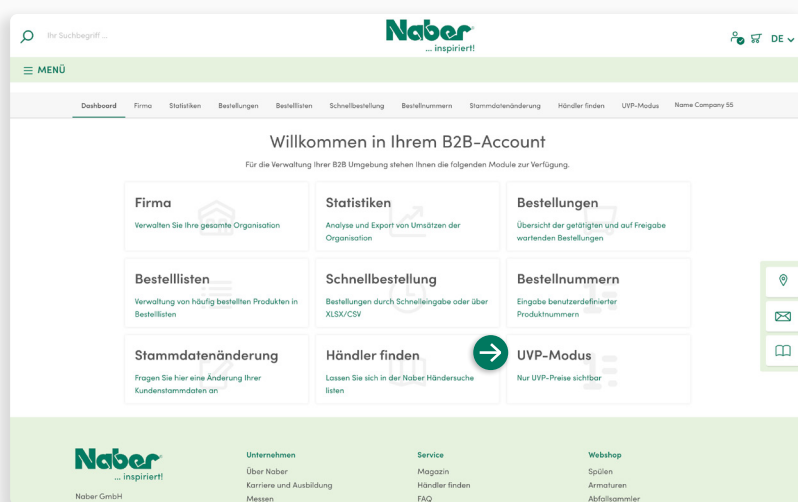 Ihr Suchbegriff ...
Naber
... inspiriert!
DE
MENÜ
Dashboard Firma Statistiken Bestellungen Bestelllisten Schnellbestellung Bestellnummern Stammdatenänderung Händler finden UVP-Modus Name Company 55
Willkommen in Ihrem B2B-Account
Für die Verwaltung Ihrer B2B Umgebung stehen Ihnen die folgenden Module zur Verfügung.
Firma
Verwalten Sie Ihre gesamte Organisation
Statistiken
Analyse und Export von Umsätzen der
Organisation
Bestellungen
Übersicht der getätigten und auf Freigabe
wartenden Bestellungen
Bestelllisten
Verwaltung von häufig bestellten Produkten in
Bestelllisten
Schnellbestellung
Bestellungen durch Schnelleingabe oder über
XLSX/CSV
Bestellnummern
Eingabe benutzerdefinierter
Produktnummern
Stammdatenänderung
Fragen Sie hier eine Änderung Ihrer
Kundenstammdaten an
Händler finden
Lassen Sie sich in der Naber Händersuche
listen
UVP-Modus
Nur UVP-Preise sichtbar
Naber
... inspiriert!
Naber GmbH
Unternehmen
Über Naber
Karriere und Ausbildung
Messen
Service
Magazin
Händler finden
FAQ
Webshop
Spülen
Armaturen
Abfallsammler